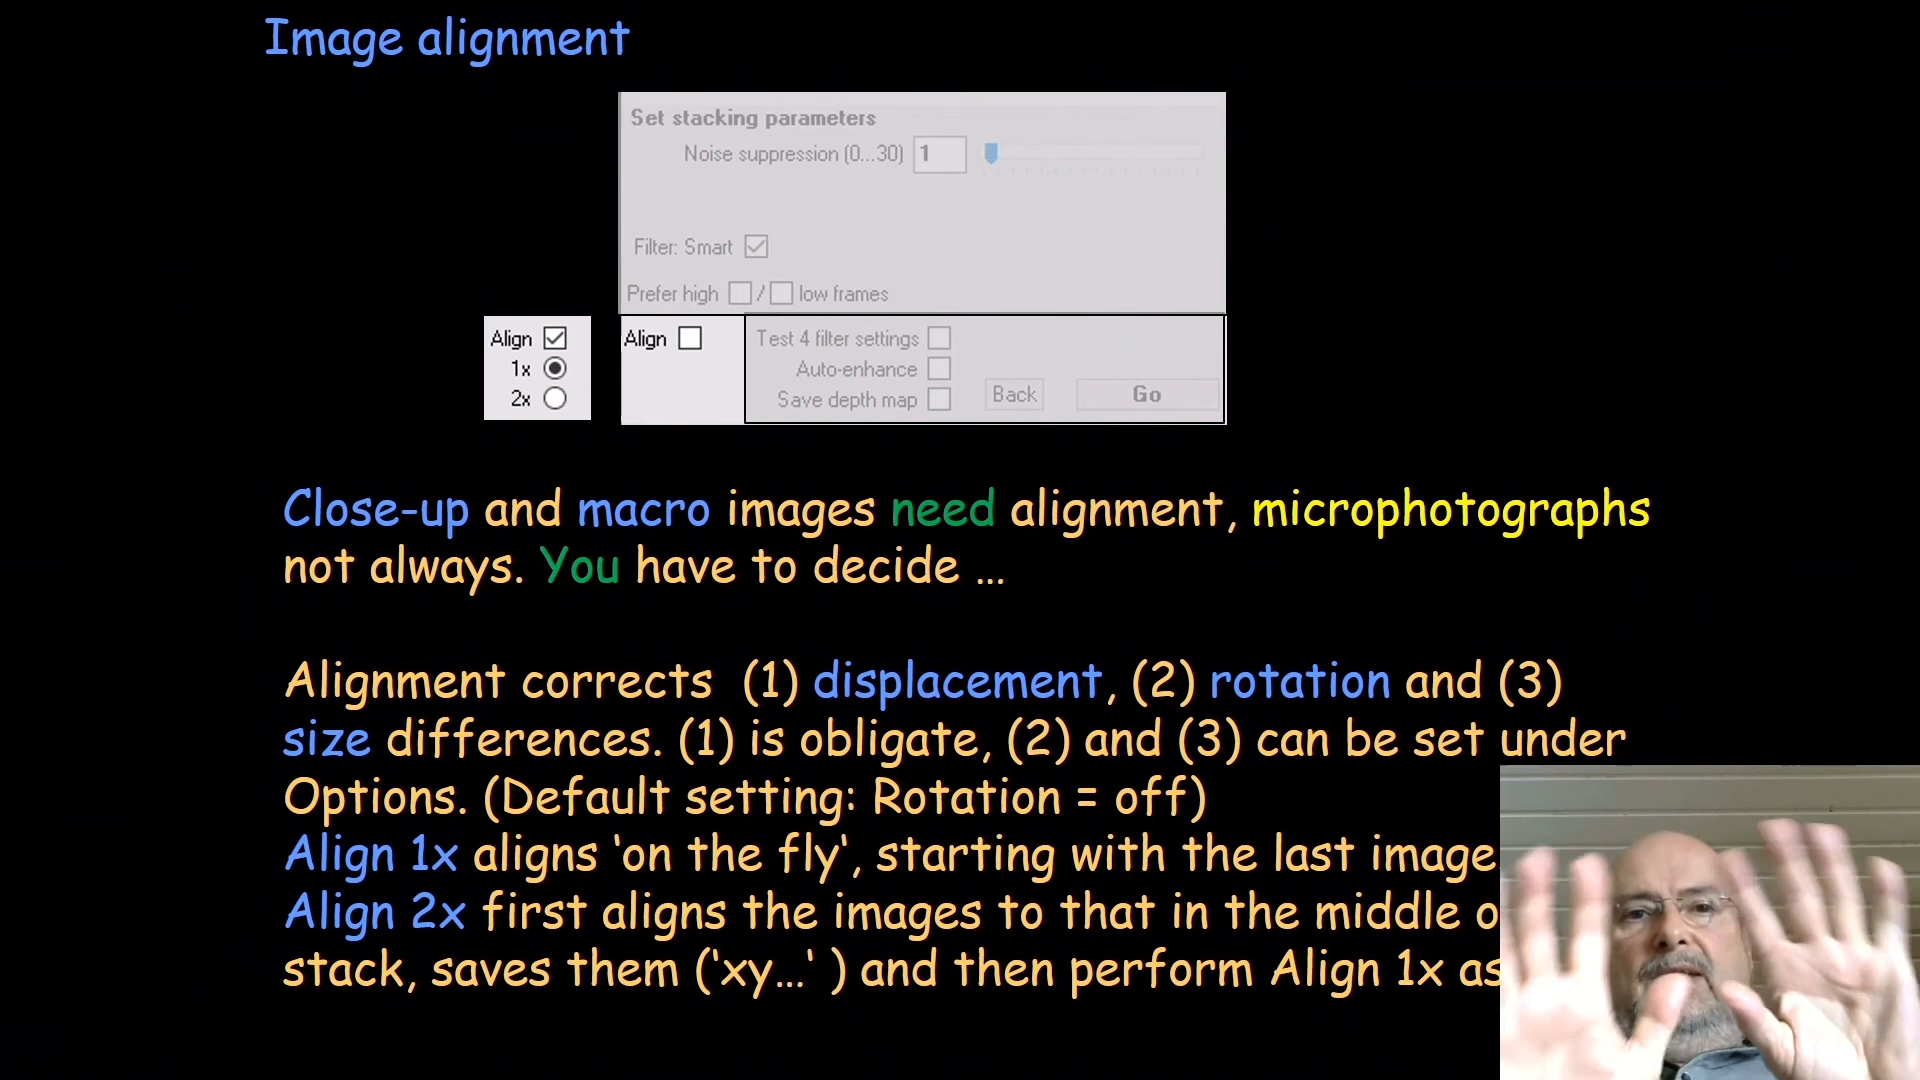 Image alignment
Set stacking parameters
Noise suppression (0...30) 1
Filter: Smart
Prefer high / low frames
Align
1x
2x
Align
Test 4 filter settings
Auto-enhance
Save depth map
Back Go
Close-up and macro images need alignment, microphotographs
not always. You have to decide …
Alignment corrects (1) displacement, (2) rotation and (3)
size differences. (1) is obligate, (2) and (3) can be set under
Options. (Default setting: Rotation = off)
Align 1x aligns ‘on the fly‘, starting with the last image
Align 2x first aligns the images to that in the middle
stack, saves them (‘xy…‘ ) and then perform Align 1x as